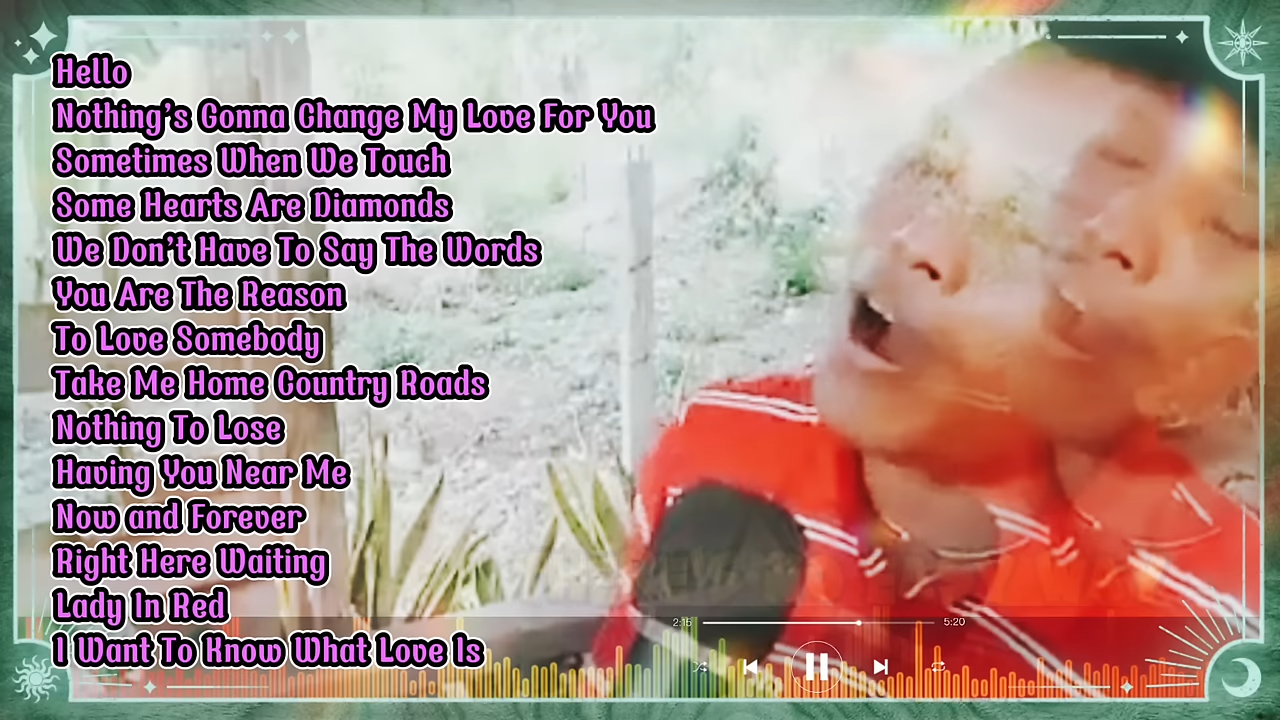 Hello
Nothing's Gonna Change My Love For You
Sometimes When We Touch
Some Hearts Are Diamonds
We Don't Have To Say The Words
You Are The Reason
To Love Somebody
Take Me Home Country Roads
Nothing To Lose
Having You Near Me
Now and Forever
Right Here Waiting
Lady In Red
I Want To Know What Love Is
2:15 5:20